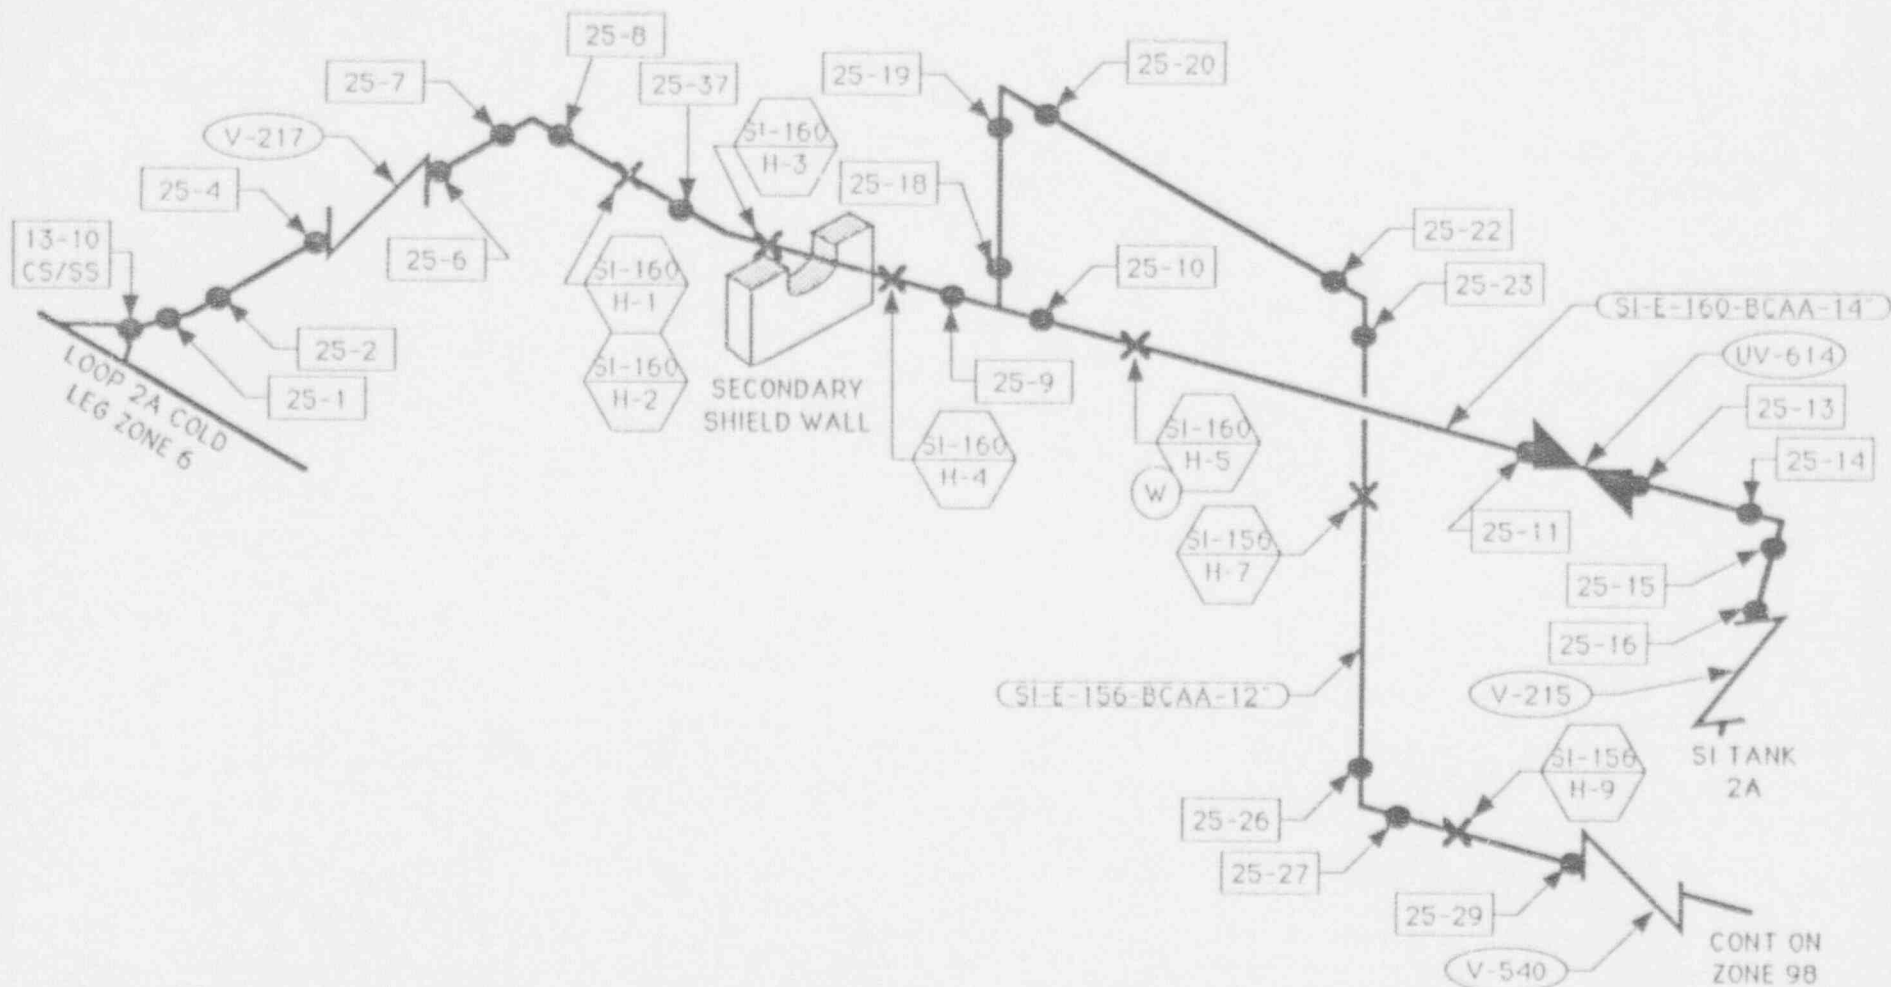 25-8
25-7
25-37
25-19
25-20
V-217
SI-160
H-3
25-4
25-18
13-10
CS/SS
25-6
25-22
25-10
25-23
SI-160
H-1
SI-E-160-BCAA-14"
25-2
UV-614
LOOP 2A COLD
LEG ZONE 6
25-1
SI-160
H-2
SECONDARY
SHIELD WALL
25-9
25-13
SI-160
H-4
SI-160
H-5
25-14
W
25-11
SI-156
H-7
25-15
25-16
SI-E-156-BCAA-12"
V-215
SI-156
H-9
SI TANK
2A
25-26
25-27
25-29
CONT ON
ZONE 98
V-540